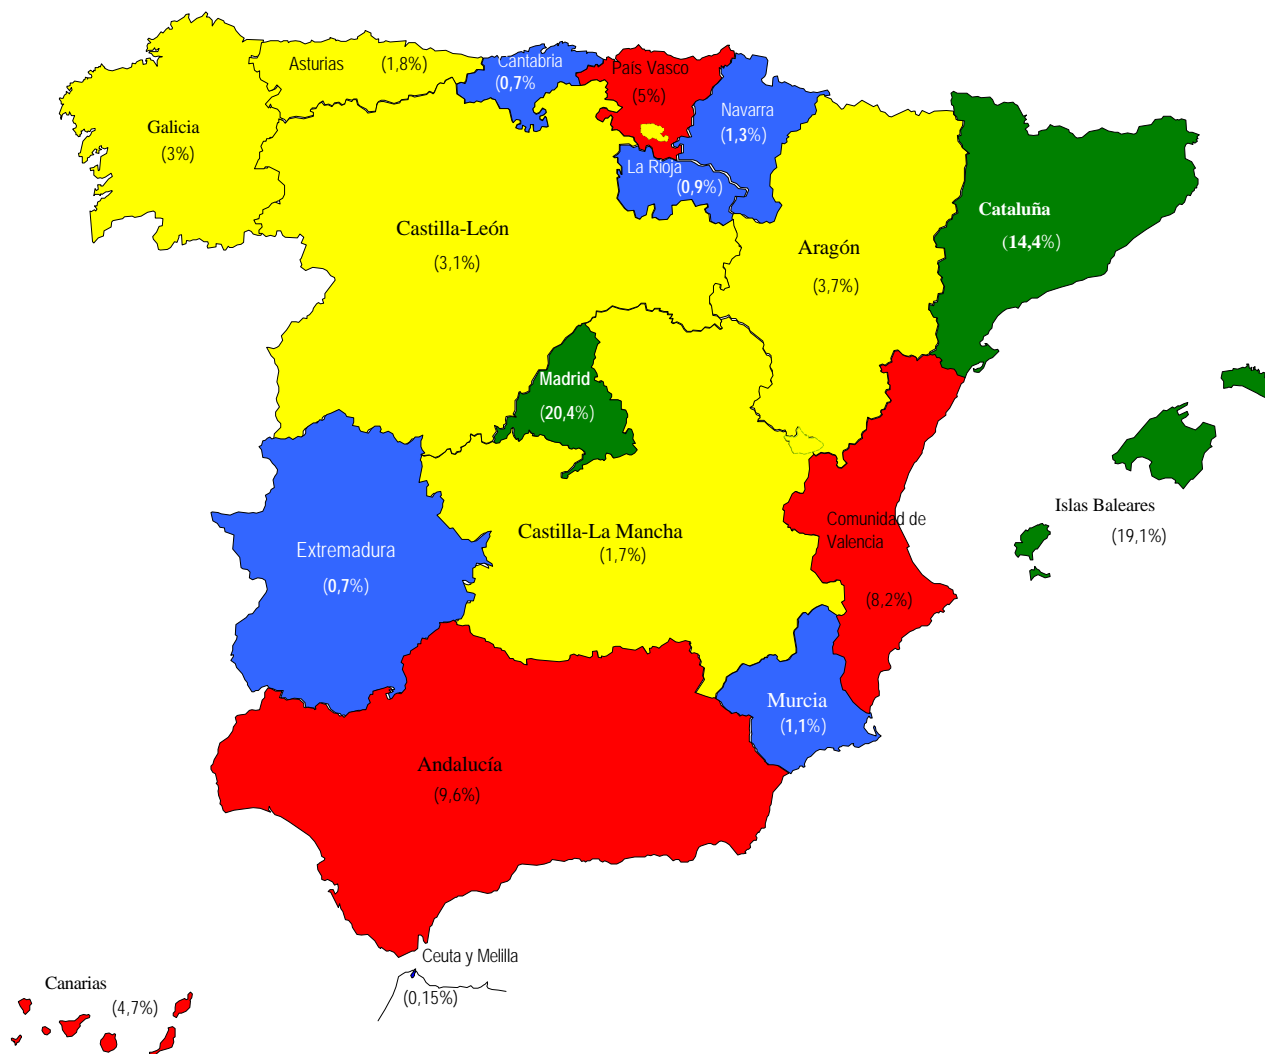 Asturias (1,8%)
Cantabria
(0,7%
País Vasco
(5%)
Navarra
(1,3%)
Galicia
(3%)
La Rioja
(0,9%)
Cataluña
(14,4%)
Castilla-León
(3,1%)
Aragón
(3,7%)
Madrid
(20,4%)
Islas Baleares
(19,1%)
Comunidad de
Valencia
(8,2%)
Castilla-La Mancha
(1,7%)
Extremadura
(0,7%)
Murcia
(1,1%)
Andalucía
(9,6%)
Ceuta y Melilla
(0,15%)
Canarias
(4,7%)